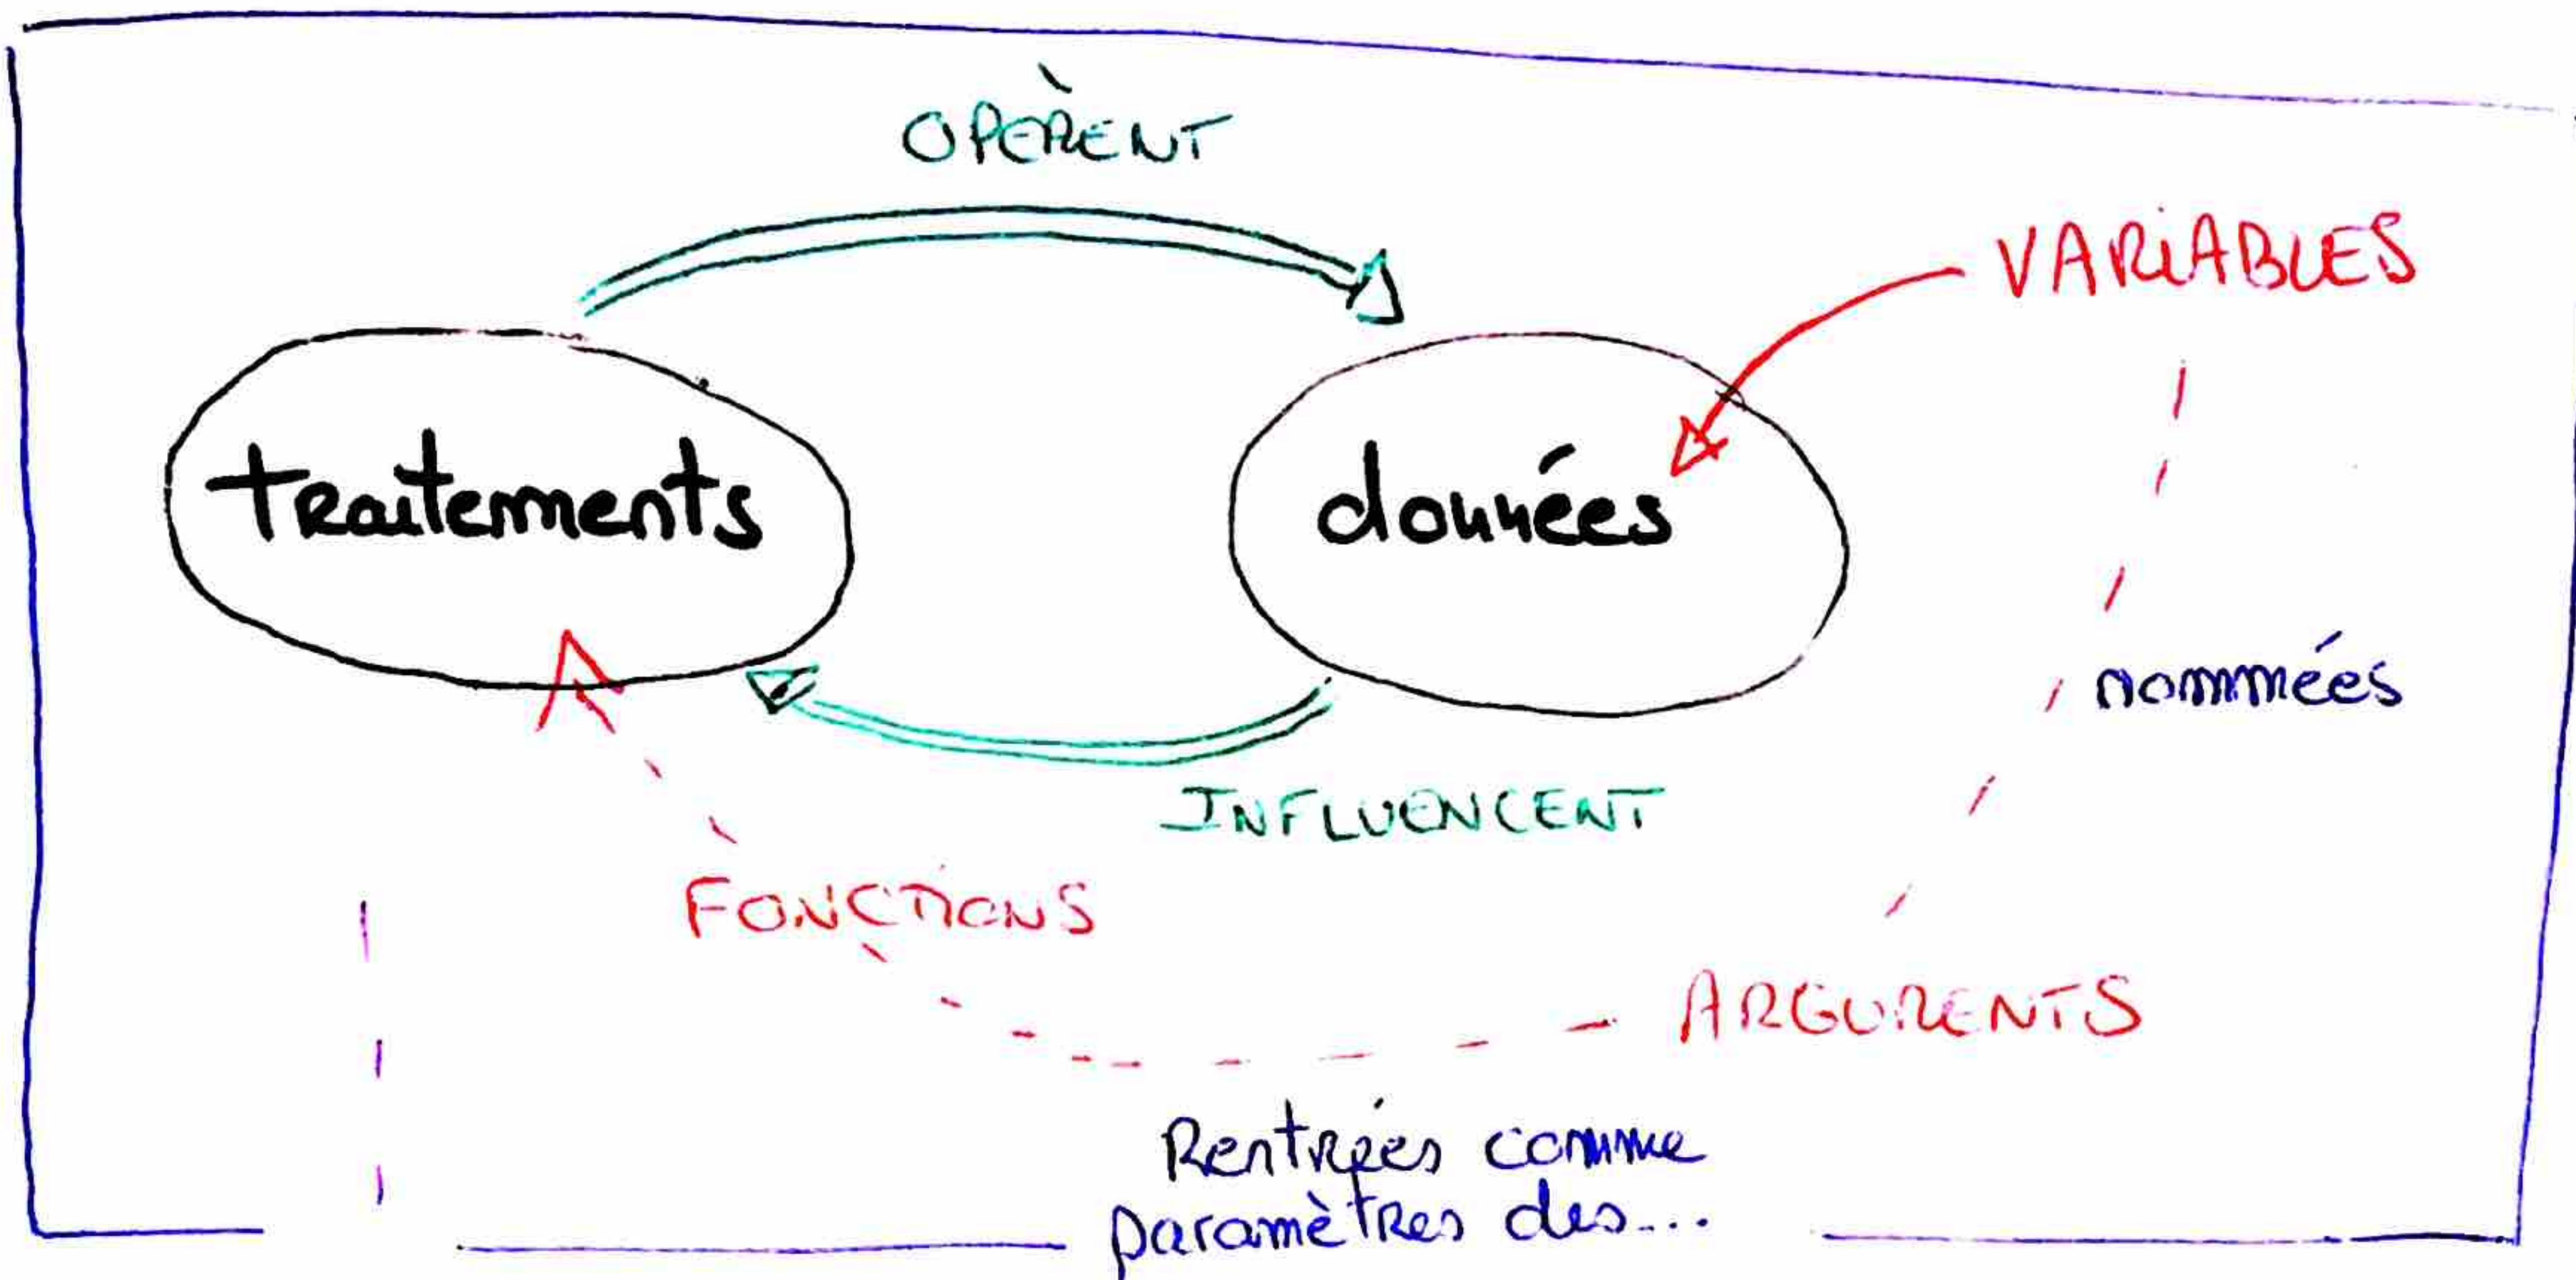 OPÈRENT
VARiABLES
traitements
données
nommées
INFLUENCENT
FONCTIONS
ARGUMENTS
Rentrées comme
paramètres des...